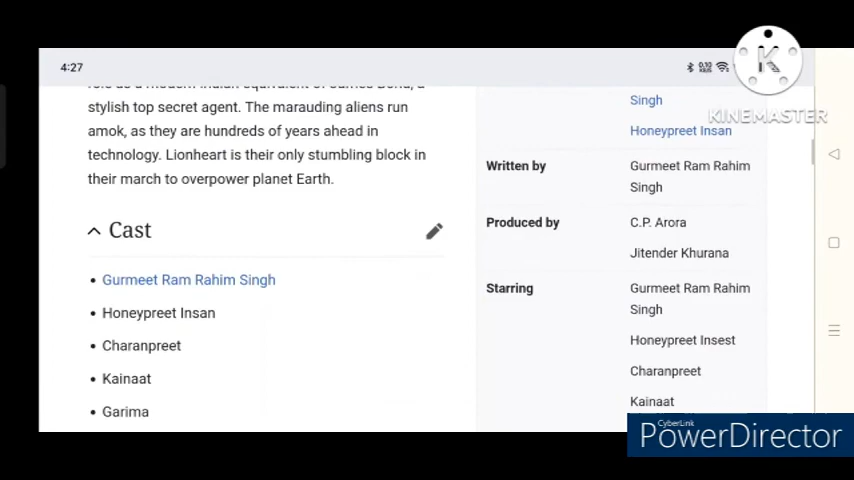 4:27
KINEMASTER
role as a modern Indian equivalent of James Bond, a
stylish top secret agent. The marauding aliens run
amok, as they are hundreds of years ahead in
technology. Lionheart is their only stumbling block in
their march to overpower planet Earth.
Cast
• Gurmeet Ram Rahim Singh
• Honeypreet Insan
• Charanpreet
• Kainaat
• Garima
Singh
Honeypreet Insan
Written by
Gurmeet Ram Rahim
Singh
Produced by
C.P. Arora
Jitender Khurana
Starring
Gurmeet Ram Rahim
Singh
Honeypreet Insest
Charanpreet
Kainaat
CyberLink
PowerDirector